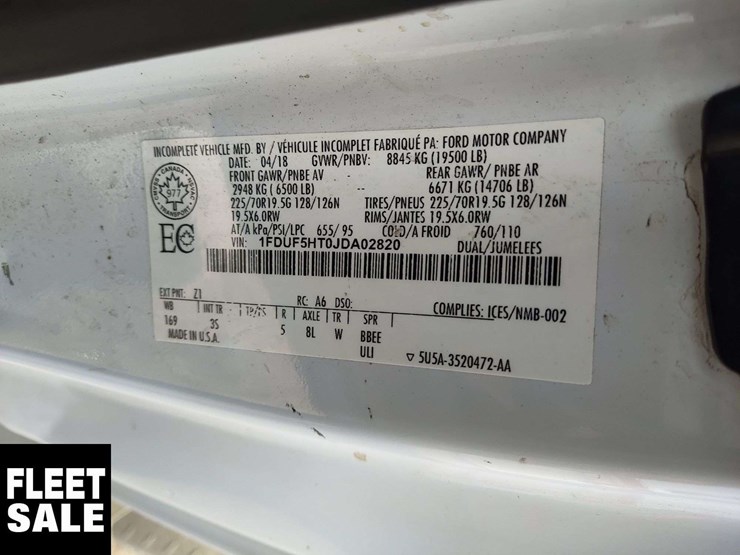 INCOMPLETE VEHICLE MFD. BY / VÉHICULE INCOMPLET FABRIQUÉ PA: FORD MOTOR COMPANY
DATE: 04/18 GVWR/PNBV: 8845 KG (19500 LB)
FRONT GAWR/PNBE AV REAR GAWR/ PNBE AR
2948 KG (6500 LB) 6671 KG (14706 LB)
225/70R19.5G 128/126N TIRES/PNEUS 225/70R19.5G 128/126N
19.5X6.0RW RIMS/JANTES 19.5X6.0RW
AT/A kPa/PSI/LPC 655/ 95 COLD/A FROID 760/110
VIN: 1FDUF5HT0JDA02820 DUAL/JUMELEES
CANADA
977
TRANSPORT
EC
EXT PNT: Z1 RC: A6 DSO: COMPLIES: ICES/NMB-002
WB INT TR TP/PS R AXLE TR SPR
169 3S 5 8L W BBEE
MADE IN U.S.A. ULI ▽ 5U5A-3520472-AA
FLEET
SALE